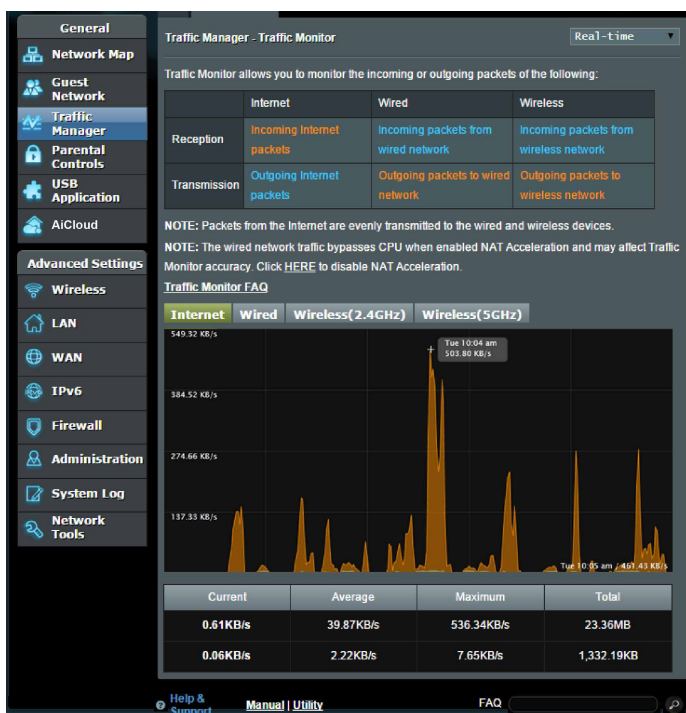 General
Network Map
Guest
Network
Traffic
Manager
Parental
Controls
USB
Application
AiCloud
Advanced Settings
Wireless
LAN
WAN
IPv6
Firewall
Administration
System Log
Network
Tools
Traffic Manager - Traffic Monitor
Real-time
Traffic Monitor allows you to monitor the incoming or outgoing packets of the following:
Internet Wired Wireless
Reception
Incoming Internet
packets
Incoming packets from
wired network
Incoming packets from
wireless network
Transmission
Outgoing Internet
packets
Outgoing packets to wired
network
Outgoing packets to
wireless network
NOTE: Packets from the Internet are evenly transmitted to the wired and wireless devices.
NOTE: The wired network traffic bypasses CPU when enabled NAT Acceleration and may affect Traffic
Monitor accuracy. Click HERE to disable NAT Acceleration.
Traffic Monitor FAQ
Internet Wired Wireless(2.4GHz) Wireless(5GHz)
549.32 KB/s
Tue 10:04 am
503.80 KB/s
384.52 KB/s
274.66 KB/s
137.33 KB/s
Tue 10:05 am / 461.43 KB/s
Current Average Maximum Total
0.61KB/s 39.87KB/s 536.34KB/s 23.36MB
0.06KB/s 2.22KB/s 7.65KB/s 1,332.19KB
Help &
Support
Manual | Utility
FAQ